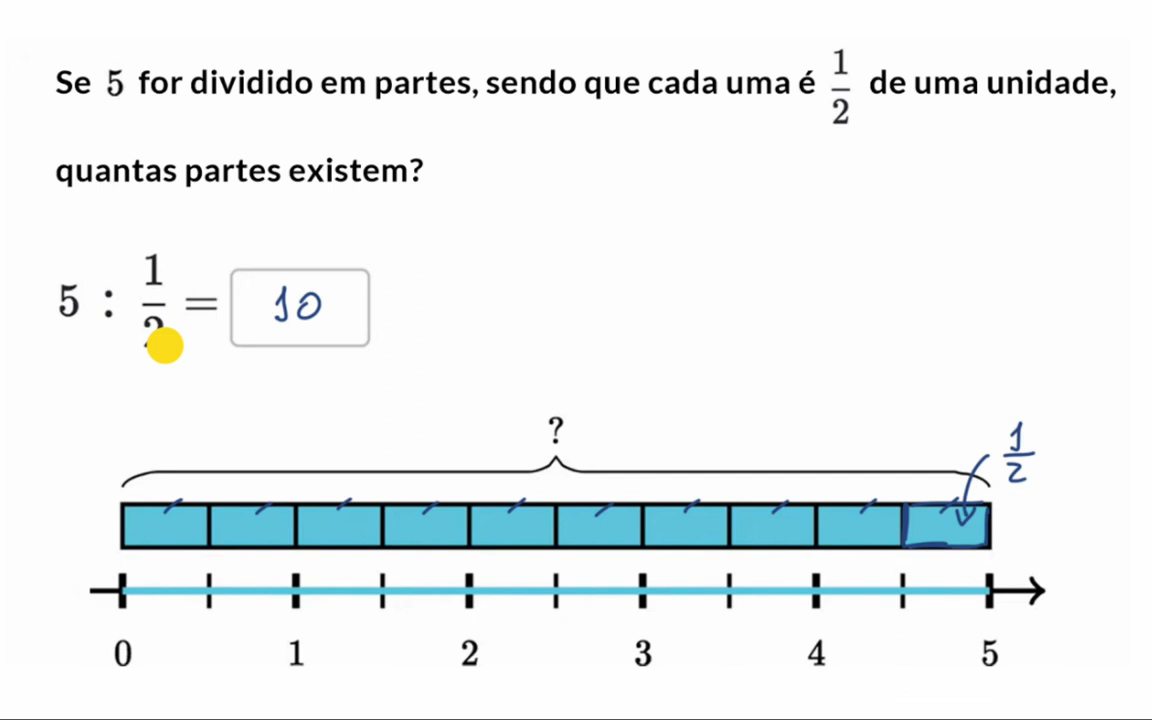 Se 5 for dividido em partes, sendo que cada uma é 1/2 de uma unidade,
quantas partes existem?
5 : 1/2 = 10
?
1/2
0 1 2 3 4 5